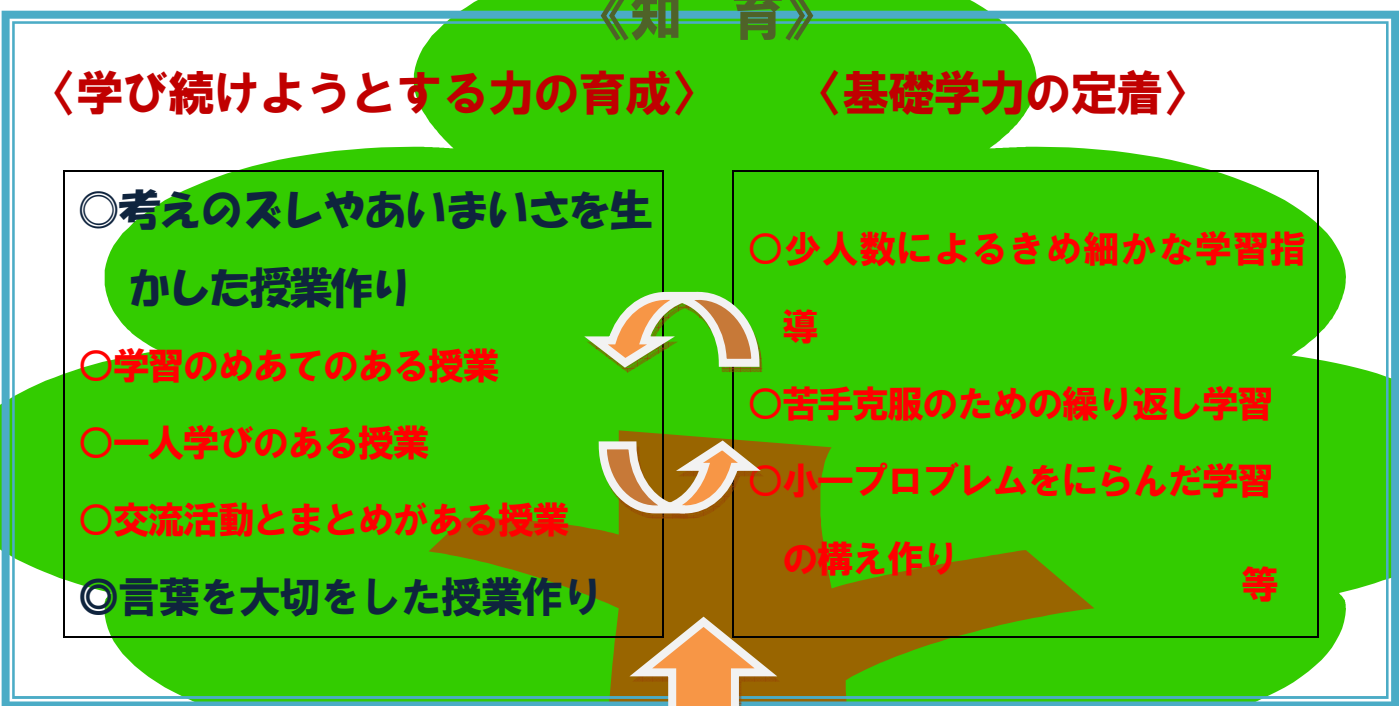 《知　育》
〈学び続けようとする力の育成〉
〈基礎学力の定着〉
◎考えのズレやあいまいさを生
かした授業作り
○学習のめあてのある授業
○一人学びのある授業
○交流活動とまとめがある授業
◎言葉を大切をした授業作り
○少人数によるきめ細かな学習指
導
○苦手克服のための繰り返し学習
○小一プロブレムをにらんだ学習
の構え作り
等